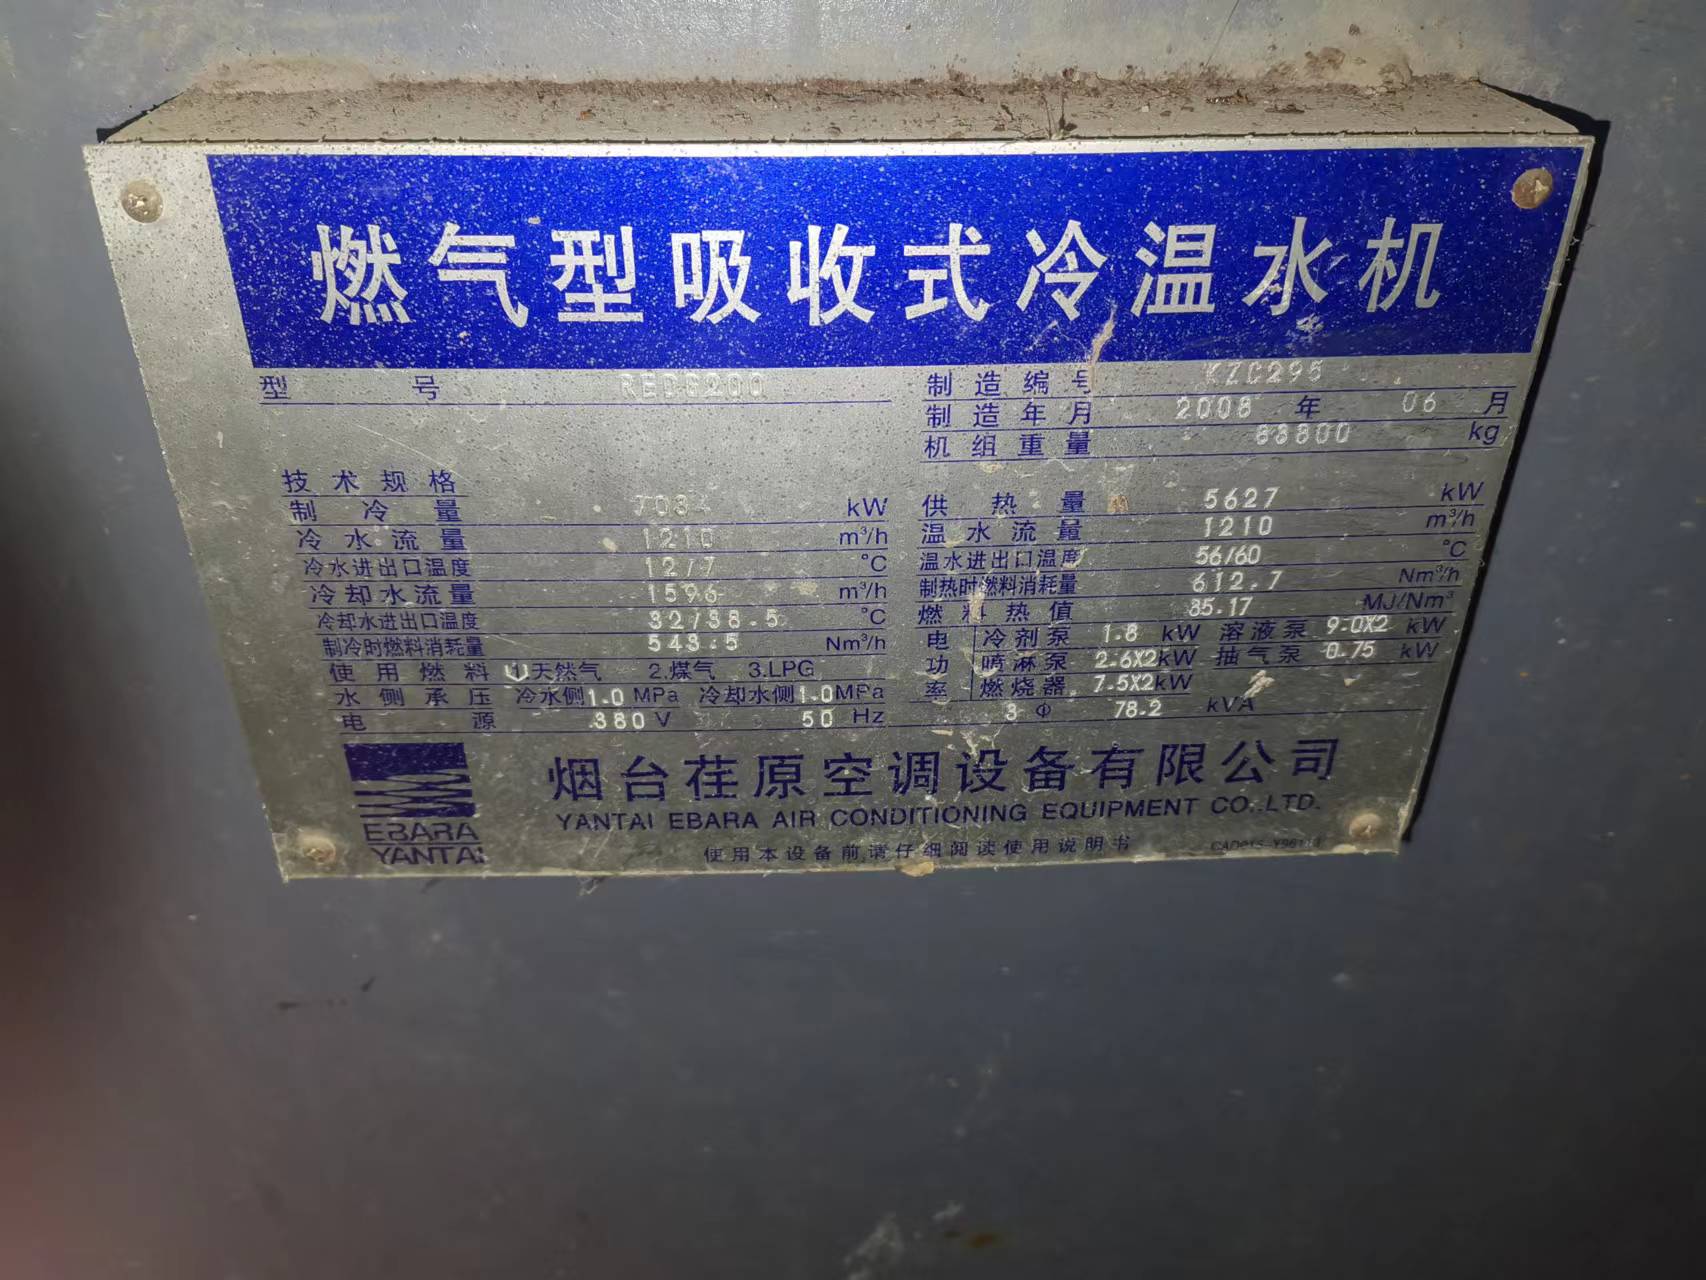 燃气型吸收式冷温水机
型 号
制造编号 KZC295
制造年月 2008 年 06 月
机组重量 kg
技术规格
制冷量 kW
冷水流量 1210 m³/h
冷水进出口温度 12/7 ℃
冷却水流量 1596 m³/h
冷却水进出口温度 32/38.5 ℃
制冷时燃料消耗量 543.5 Nm³/h
使用燃料 1.天然气 2.煤气 3.LPG
水侧承压 冷水侧1.0 MPa 冷却水侧1.0MPa
电 源 380 V 50 Hz
供热量 5627 kW
温水流量 1210 m³/h
温水进出口温度 56/60 ℃
制热时燃料消耗量 612.7 Nm³/h
燃料热值 35.17 MJ/Nm³
电 冷剂泵 1.8 kW 溶液泵 9.0X2 kW
功 喷淋泵 2.6X2kW 抽气泵 0.75 kW
率 燃烧器 7.5X2kW
3 Φ 78.2 kVA
EBARA
YANTAI
烟台荏原空调设备有限公司
YANTAI EBARA AIR CONDITIONING EQUIPMENT CO.,LTD.
使用本设备前请仔细阅读使用说明书